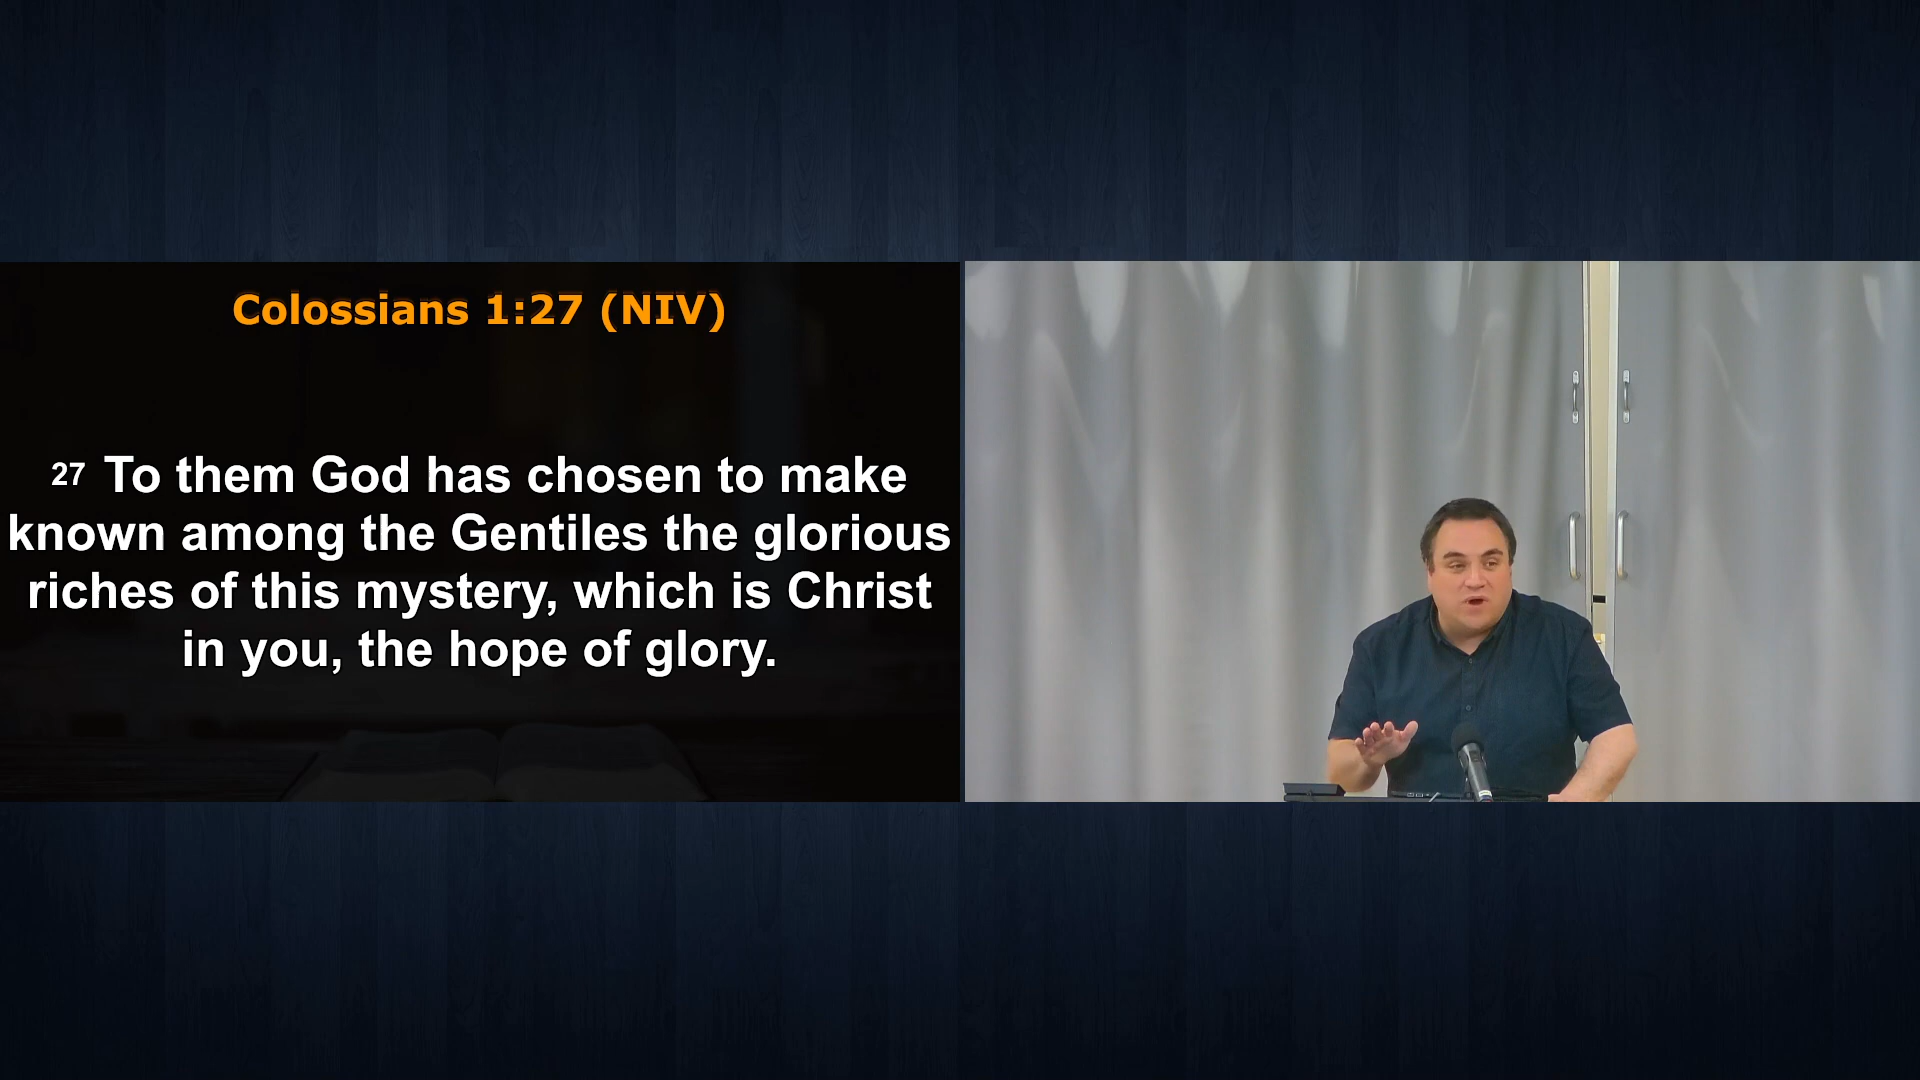 Colossians 1:27 (NIV)
27 To them God has chosen to make
known among the Gentiles the glorious
riches of this mystery, which is Christ
in you, the hope of glory.